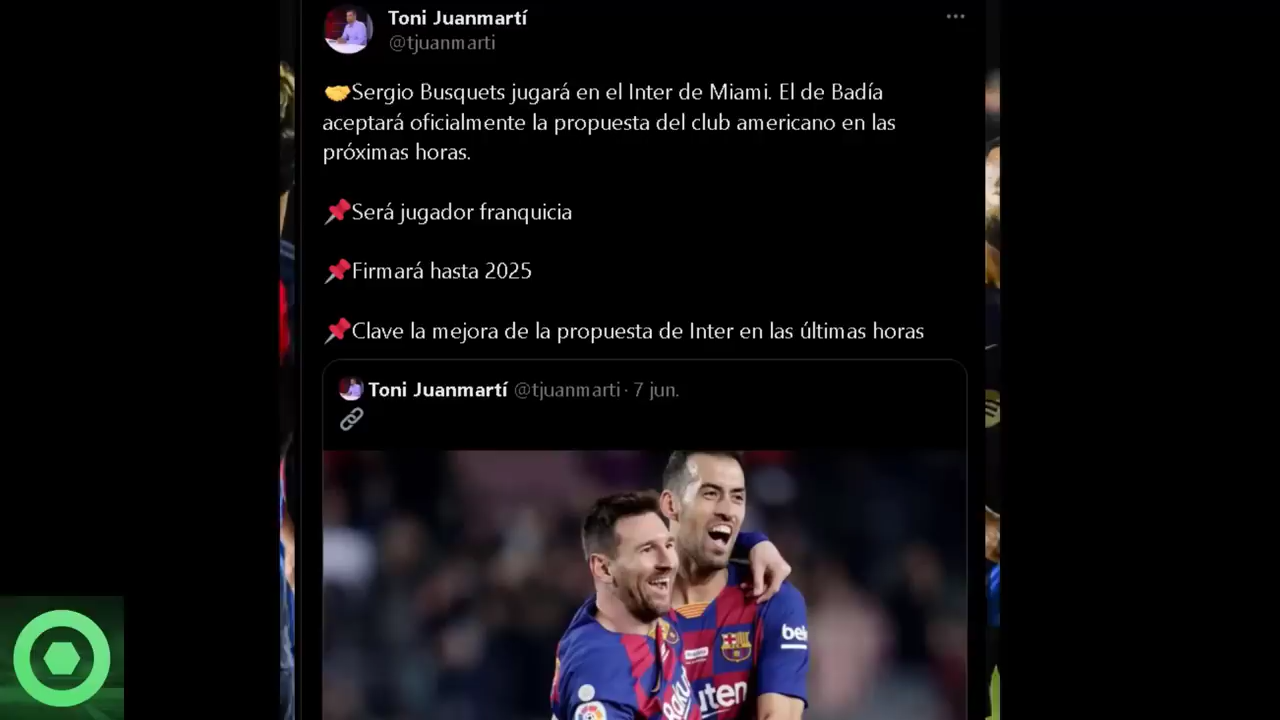 Toni Juanmartí
@tjuanmarti
🤝Sergio Busquets jugará en el Inter de Miami. El de Badía
aceptará oficialmente la propuesta del club americano en las
próximas horas.
📌Será jugador franquicia
📌Firmará hasta 2025
📌Clave la mejora de la propuesta de Inter en las últimas horas
Toni Juanmartí @tjuanmarti · 7 jun.
🔗